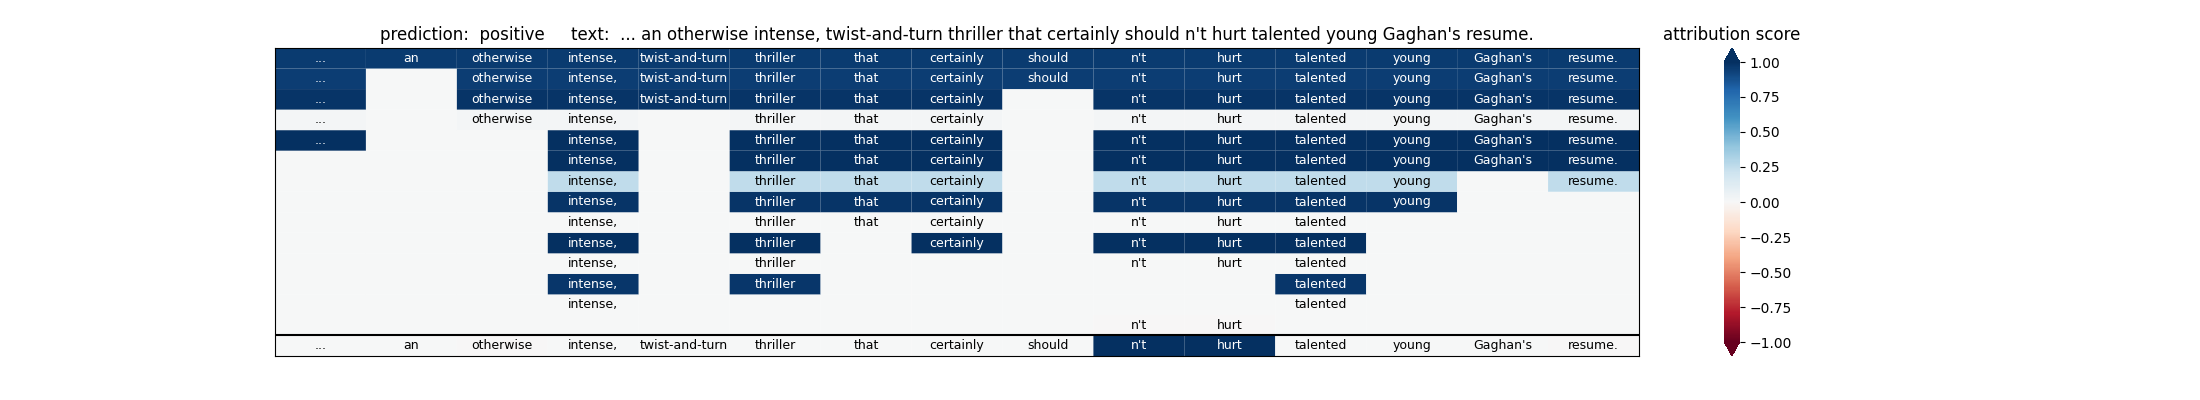 prediction: positive text: ... an otherwise intense, twist-and-turn thriller that certainly should n't hurt talented young Gaghan's resume. attribution score
... an otherwise intense, twist-and-turn thriller that certainly should n't hurt talented young Gaghan's resume.
... otherwise intense, twist-and-turn thriller that certainly should n't hurt talented young Gaghan's resume.
... otherwise intense, twist-and-turn thriller that certainly n't hurt talented young Gaghan's resume.
... otherwise intense, thriller that certainly n't hurt talented young Gaghan's resume.
... intense, thriller that certainly n't hurt talented young Gaghan's resume.
intense, thriller that certainly n't hurt talented young Gaghan's resume.
intense, thriller that certainly n't hurt talented young resume.
intense, thriller that certainly n't hurt talented young
intense, thriller that certainly n't hurt talented
intense, thriller certainly n't hurt talented
intense, thriller n't hurt talented
intense, thriller talented
intense, talented
n't hurt
... an otherwise intense, twist-and-turn thriller that certainly should n't hurt talented young Gaghan's resume.
1.00
0.75
0.50
0.25
0.00
−0.25
−0.50
−0.75
−1.00